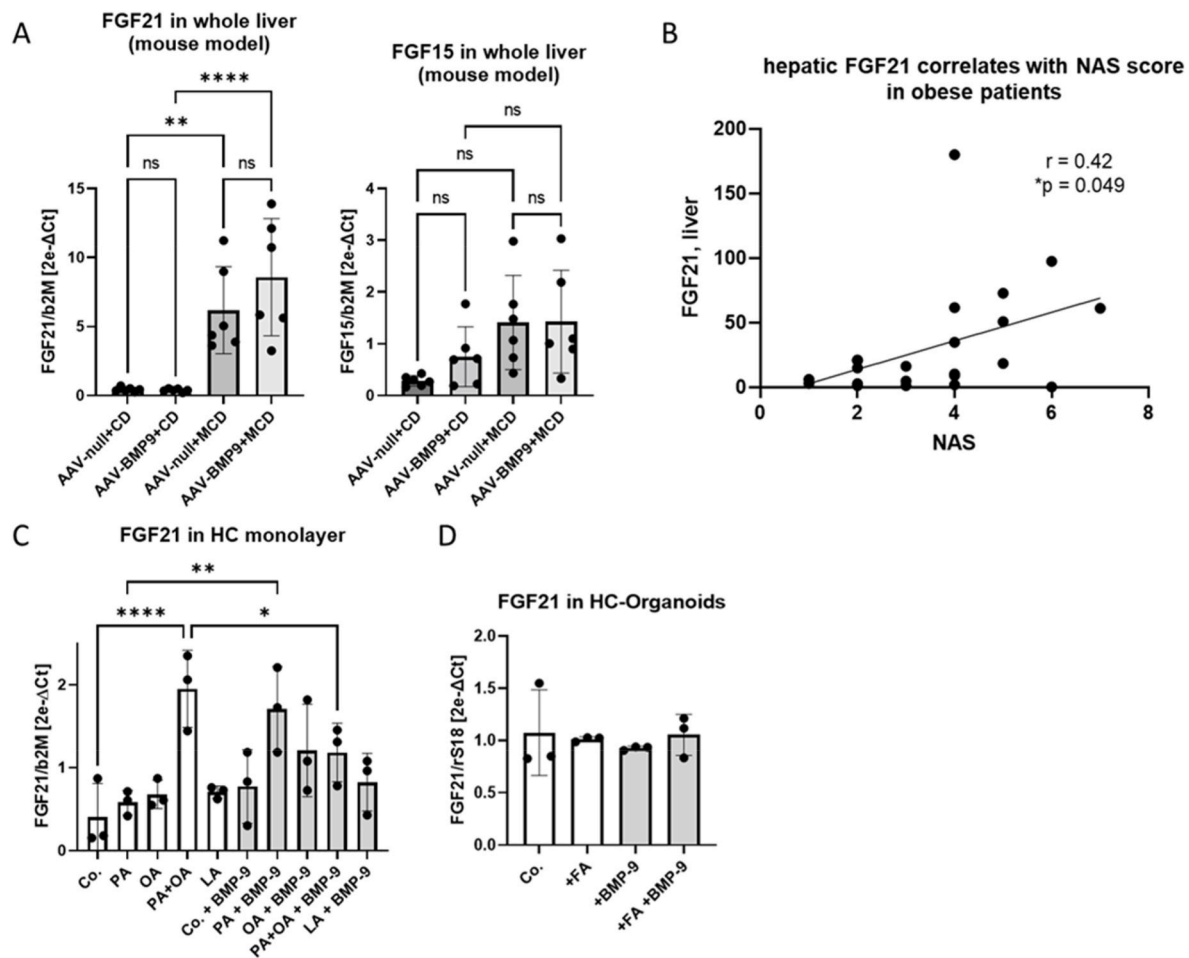 A
FGF21 in whole liver
(mouse model)
****
**
ns
ns
FGF21/b2M [2e-ΔCt]
15
10
5
0
AAV-null+CD
AAV-BMP9+CD
AAV-null+MCD
AAV-BMP9+MCD
FGF15 in whole liver
(mouse model)
ns
ns
ns
ns
FGF15/b2M [2e-ΔCt]
4
3
2
1
0
AAV-null+CD
AAV-BMP9+CD
AAV-null+MCD
AAV-BMP9+MCD
B
hepatic FGF21 correlates with NAS score
in obese patients
r = 0.42
*p = 0.049
FGF21, liver
200
150
100
50
0
0 2 4 6 8
NAS
C
FGF21 in HC monolayer
**
**** *
FGF21/b2M [2e-ΔCt]
2
1
0
Co.
PA
OA
PA+OA
LA
Co. + BMP-9
PA + BMP-9
OA + BMP-9
PA+OA + BMP-9
LA + BMP-9
D
FGF21 in HC-Organoids
FGF21/rS18 [2e-ΔCt]
2.0
1.5
1.0
0.5
0.0
Co.
+FA
+BMP-9
+FA +BMP-9